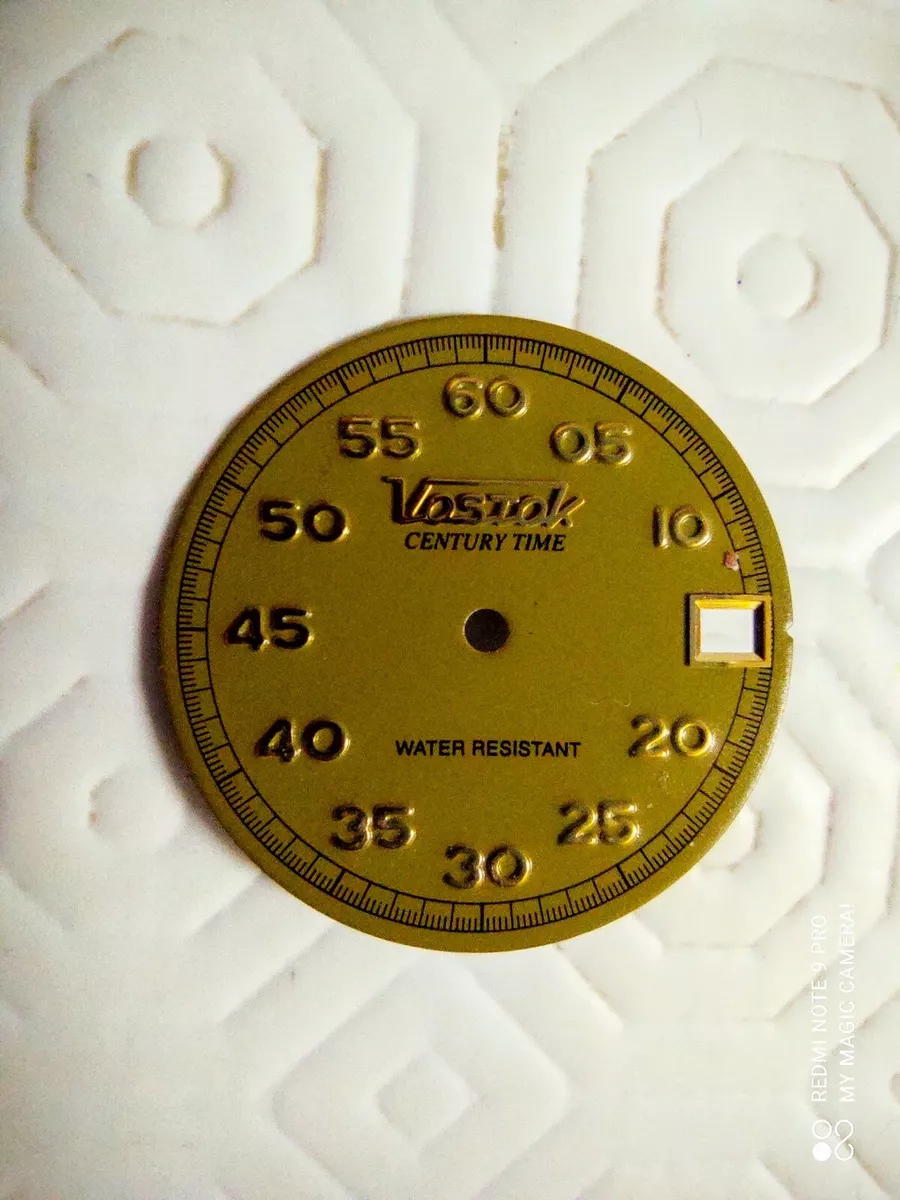 60
55
05
50
10
Vostok
CENTURY TIME
45
40
20
WATER RESISTANT
35
25
30
REDMI NOTE 9 PRO
MY MAGIC CAMERA!